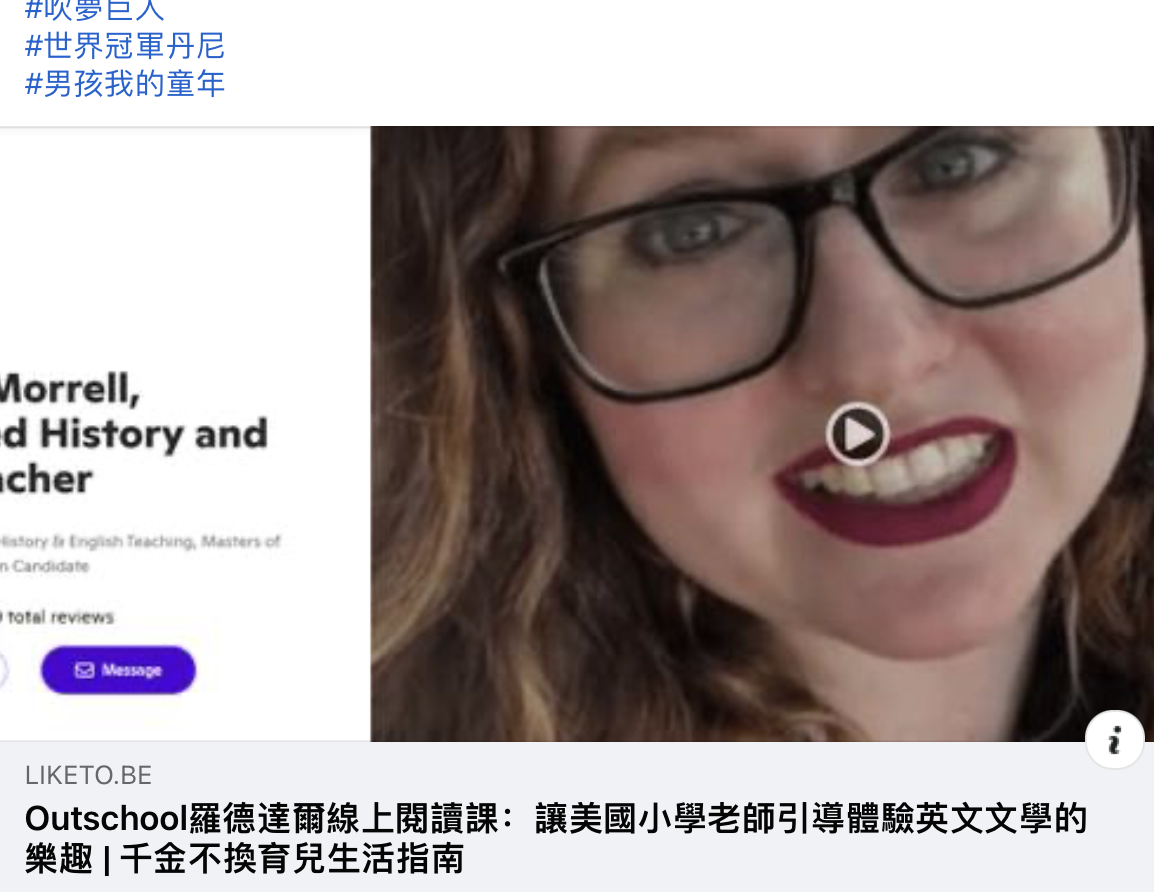 #吹夢巨人
#世界冠軍丹尼
#男孩我的童年
Morrell,
ed History and
acher
History & English Teaching, Masters of
n Candidate
total reviews
Message
LIKETO.BE
Outschool羅德達爾線上閱讀課：讓美國小學老師引導體驗英文文學的
樂趣 | 千金不換育兒生活指南